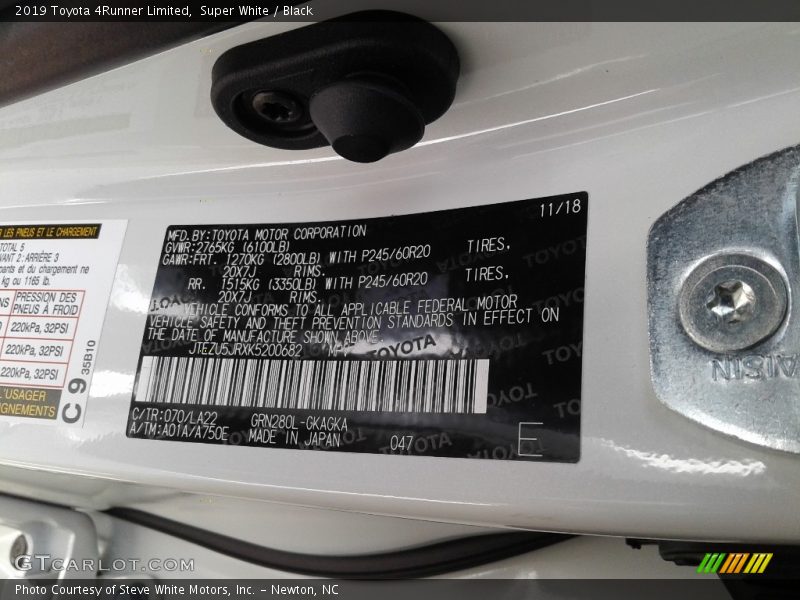 2019 Toyota 4Runner Limited, Super White / Black
11/18
MFD. BY: TOYOTA MOTOR CORPORATION
GVWR: 2765KG (6100LB)
GAWR: FRT. 1270KG (2800LB) WITH P245/60R20 TIRES,
20X7J RIMS.
RR. 1515KG (3350LB) WITH P245/60R20 TIRES,
20X7J RIMS.
VEHICLE CONFORMS TO ALL APPLICABLE FEDERAL MOTOR
VEHICLE SAFETY AND THEFT PREVENTION STANDARDS IN EFFECT ON
THE DATE OF MANUFACTURE SHOWN ABOVE.
JTEZU5JRXK5200682 MPV
TOYOTA
C/TR: 070/LA22 GRN280L-GKAGKA
A/TM: A01A/A750E MADE IN JAPAN 047
E
LES PNEUS ET LE CHARGEMENT
TOTAL 5
AVANT 2: ARRIÈRE 3
et du chargement ne
kg ou 1165 lb.
PRESSION DES
PNEUS À FROID
220kPa, 32PSI
220kPa, 32PSI
220kPa, 32PSI
L'USAGER
C9
35B10
AISIN
GTCarLot.com
Photo Courtesy of Steve White Motors, Inc. – Newton, NC